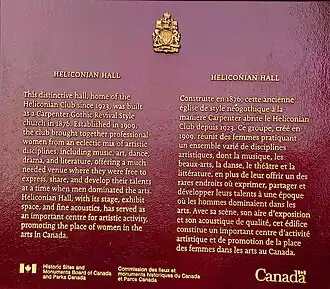 HELICONIAN HALL
This distinctive hall, home of the
Heliconian Club since 1923, was built
as a Carpenter Gothic Revival Style
church in 1876. Established in 1909,
the club brought together professional
women from an eclectic mix of artistic
disciplines, including music, art, dance,
drama, and literature, offering a much
needed venue where they were free to
express, share, and develop their talents
at a time when men dominated the arts.
Heliconian Hall, with its stage, exhibit
space, and fine acoustics, has served as
an important centre for artistic activity,
promoting the place of women in the
arts in Canada.
HELICONIAN HALL
Construite en 1876, cette ancienne
église de style néogothique à la
manière Carpenter abrite le Heliconian
Club depuis 1923. Ce groupe, créé en
1909, réunit des femmes pratiquant
un ensemble varié de disciplines
artistiques, dont la musique, les
beaux-arts, la danse, le théâtre et la
littérature, en plus de leur offrir un des
rares endroits où exprimer, partager et
développer leurs talents à une époque
où les hommes dominaient dans les
arts. Avec sa scène, son aire d'exposition
et son acoustique de qualité, cet édifice
constitue un important centre d'activité
artistique et de promotion de la place
des femmes dans les arts au Canada.
Historic Sites and
Monuments Board of Canada
and Parks Canada
Commission des lieux et
monuments historiques du Canada
et Parcs Canada
Canada